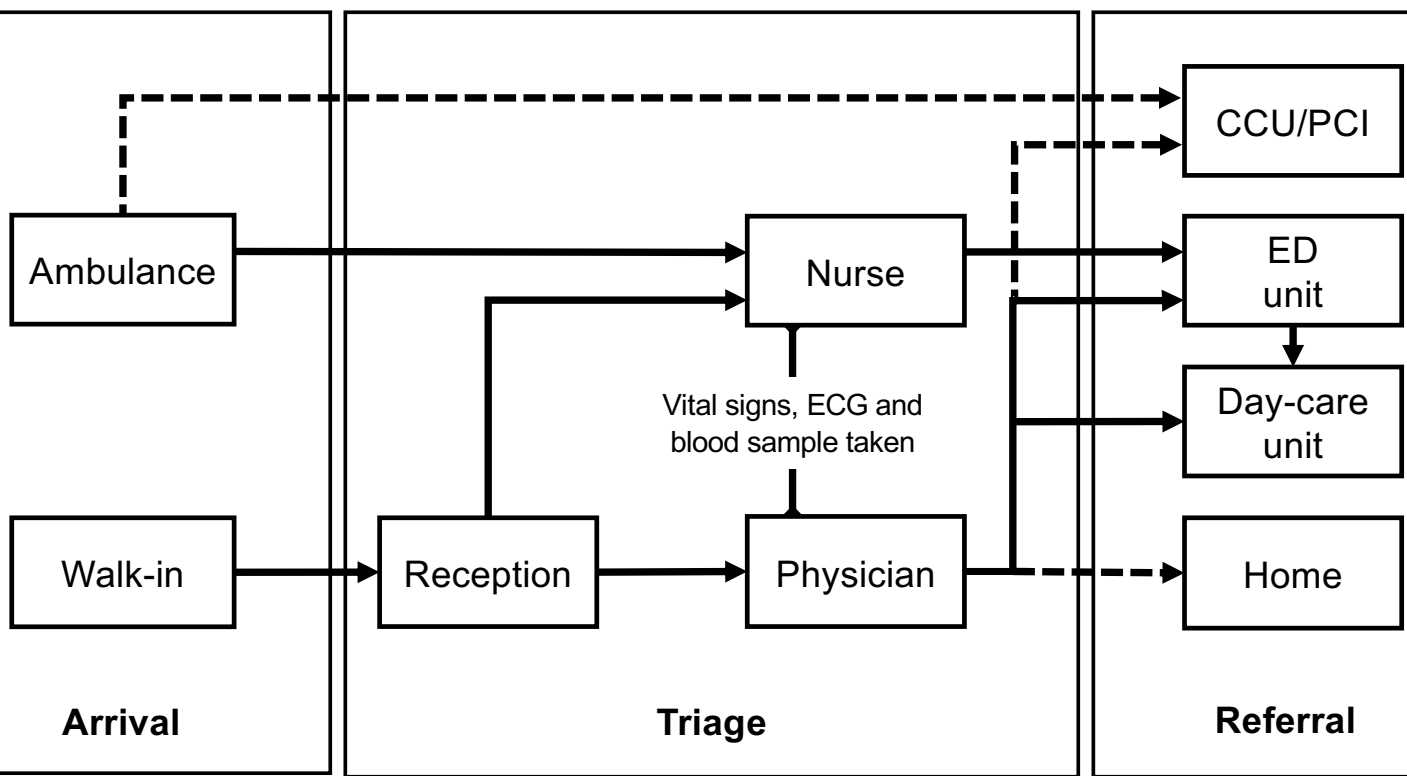 CCU/PCI
Ambulance
Nurse
ED
unit
Vital signs, ECG and
blood sample taken
Day-care
unit
Walk-in
Reception
Physician
Home
Arrival
Triage
Referral